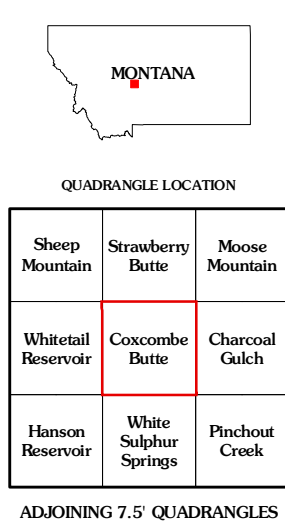 MONTANA
QUADRANGLE LOCATION
Sheep
Mountain
Strawberry
Butte
Moose
Mountain
Whitetail
Reservoir
Coxcombe
Butte
Charcoal
Gulch
Hanson
Reservoir
White
Sulphur
Springs
Pinchout
Creek
ADJOINING 7.5' QUADRANGLES